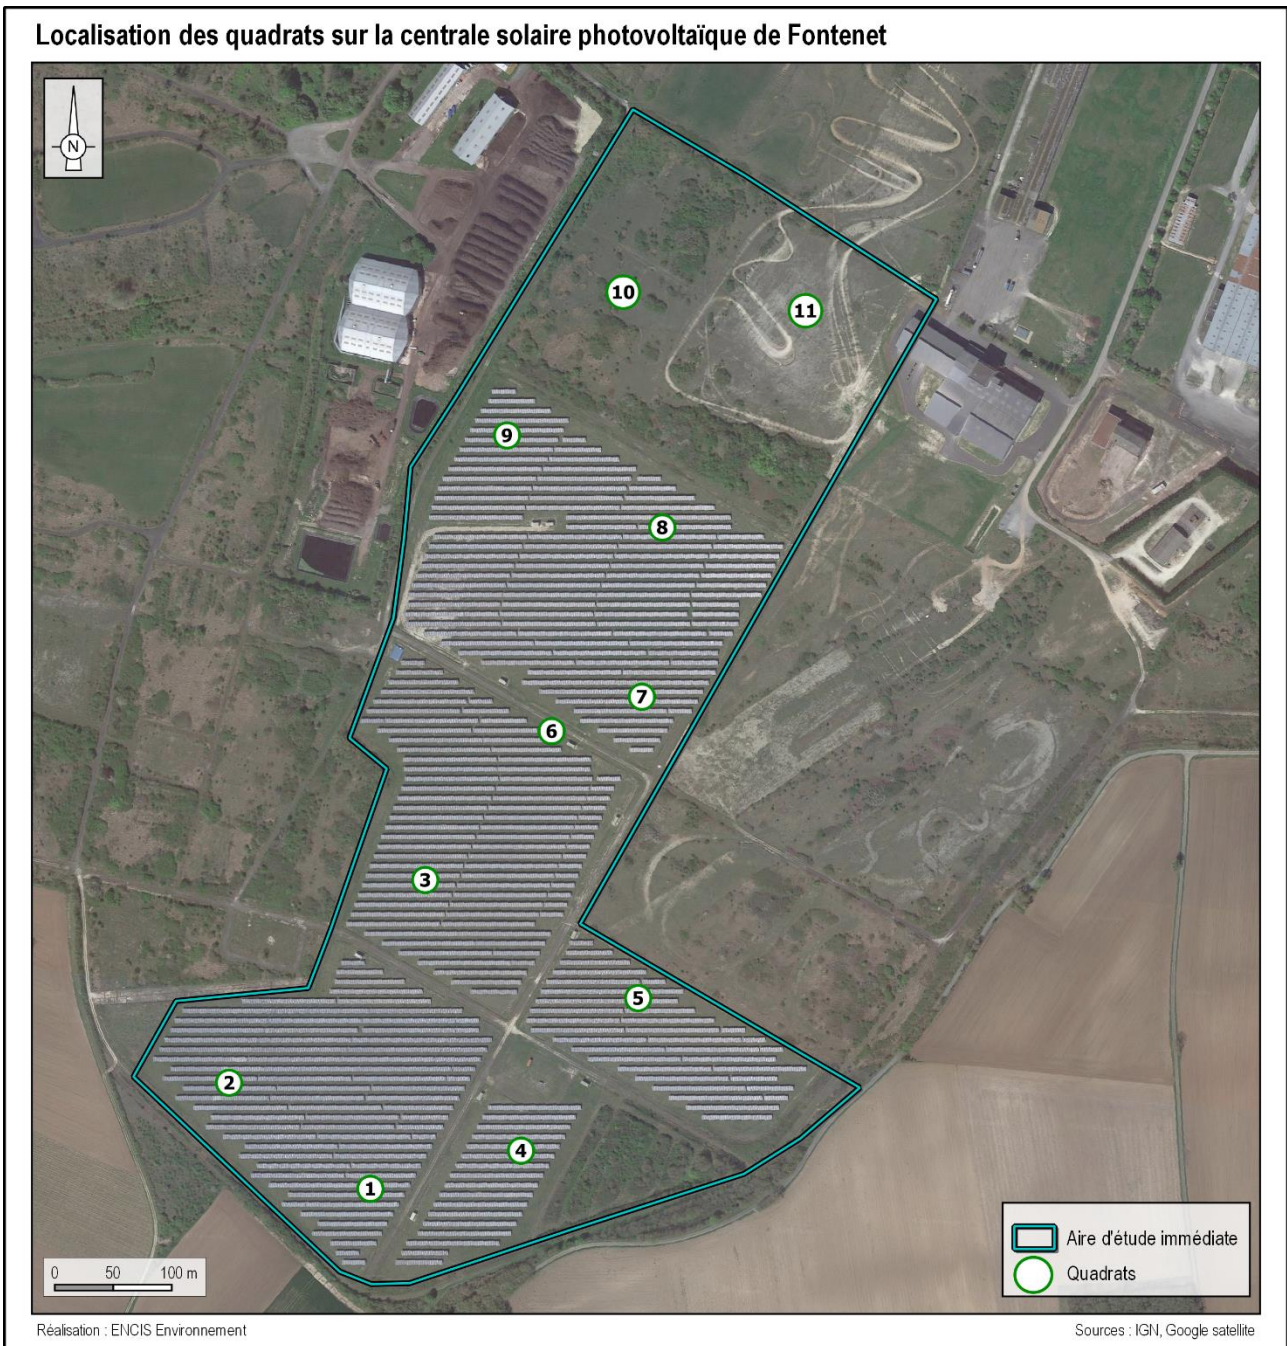 Localisation des quadrats sur la centrale solaire photovoltaïque de Fontenet
N
10
11
9
8
7
6
3
5
2
4
1
Aire d'étude immédiate
Quadrats
0 50 100 m
Réalisation : ENCIS Environnement
Sources : IGN, Google satellite